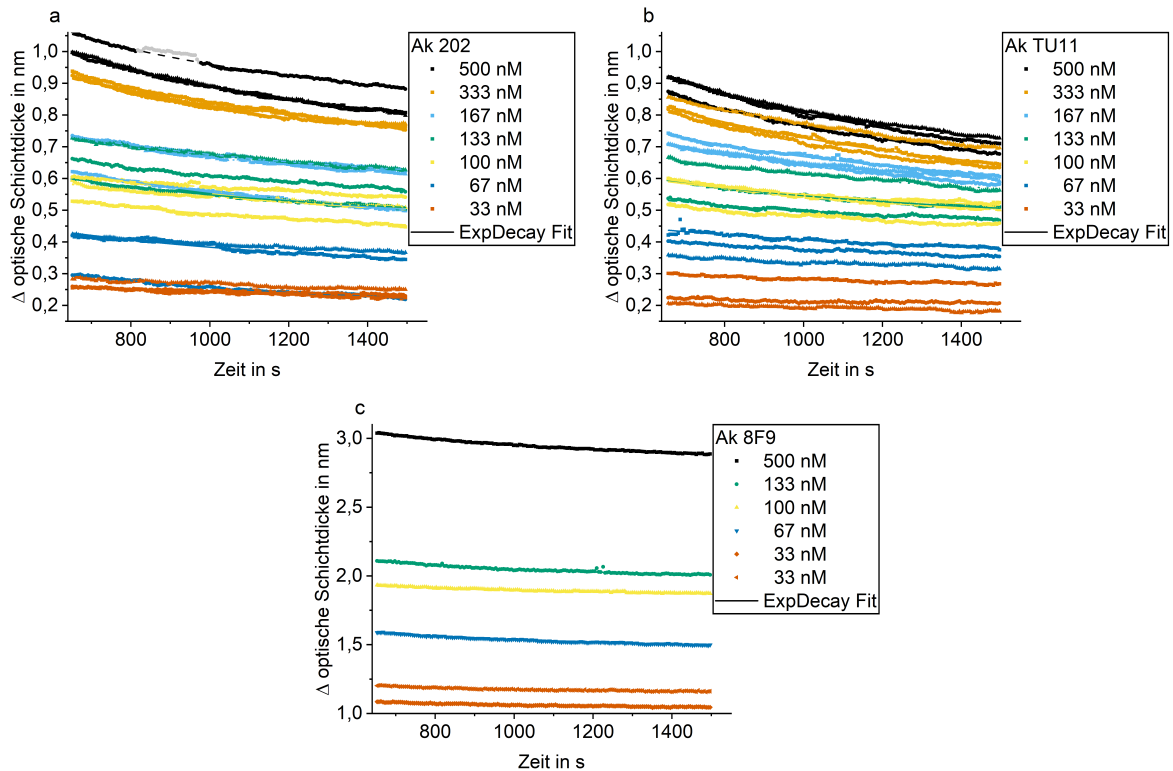 a
Δ optische Schichtdicke in nm
1,0
0,9
0,8
0,7
0,6
0,5
0,4
0,3
0,2
800
1000
1200
1400
Zeit in s
Ak 202
500 nM
333 nM
167 nM
133 nM
100 nM
67 nM
33 nM
ExpDecay Fit
b
Δ optische Schichtdicke in nm
1,0
0,9
0,8
0,7
0,6
0,5
0,4
0,3
0,2
800
1000
1200
1400
Zeit in s
Ak TU11
500 nM
333 nM
167 nM
133 nM
100 nM
67 nM
33 nM
ExpDecay Fit
c
Δ optische Schichtdicke in nm
3,0
2,5
2,0
1,5
1,0
800
1000
1200
1400
Zeit in s
Ak 8F9
500 nM
133 nM
100 nM
67 nM
33 nM
33 nM
ExpDecay Fit